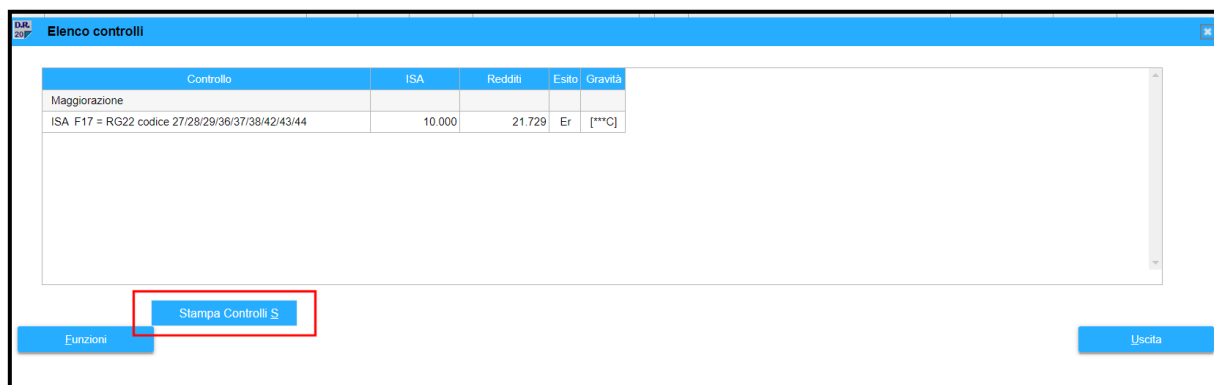 D.R.
20
Elenco controlli
Controllo ISA Redditi Esito Gravità
Maggiorazione
ISA F17 = RG22 codice 27/28/29/36/37/38/42/43/44 10.000 21.729 Er [***C]
Stampa Controlli S
Funzioni
Uscita